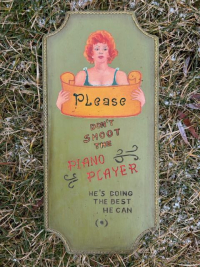 Please
DON'T
SHOOT
THE
PIANO
PLAYER
HE'S DOING
THE BEST
HE CAN